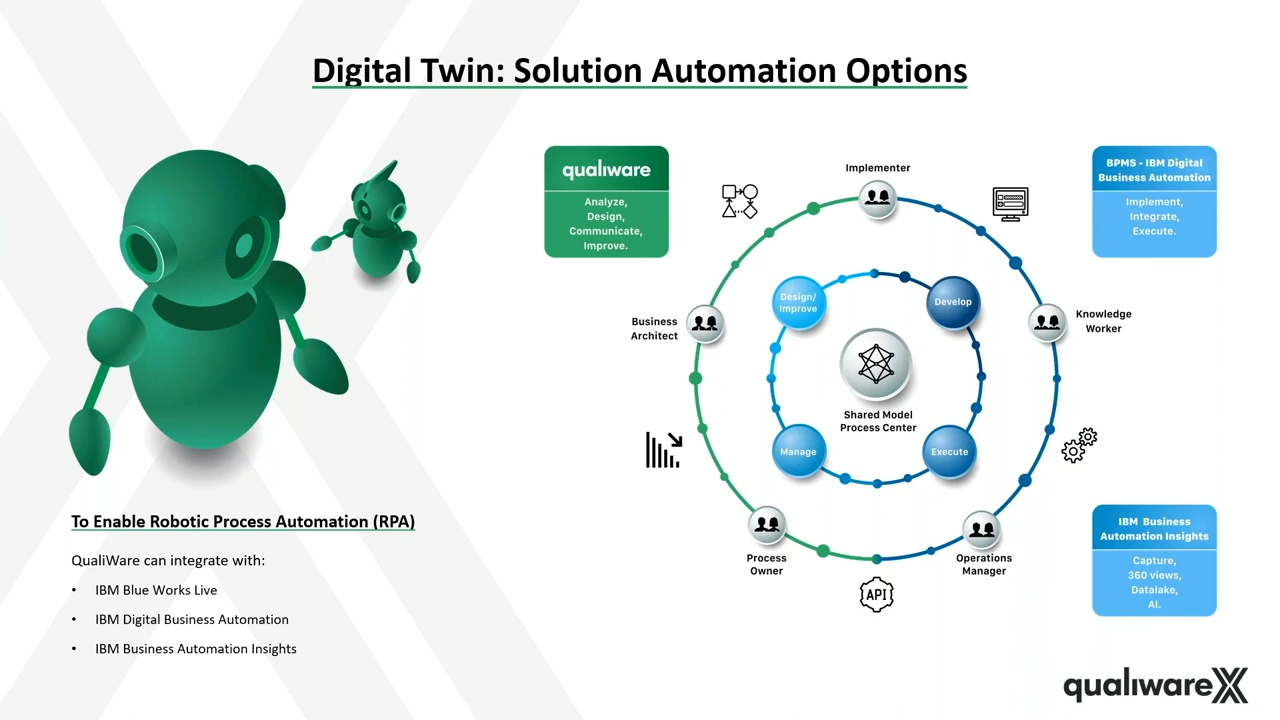 Digital Twin: Solution Automation Options
To Enable Robotic Process Automation (RPA)
QualiWare can integrate with:
• IBM Blue Works Live
• IBM Digital Business Automation
• IBM Business Automation Insights
qualiware
Analyze,
Design,
Communicate,
Improve.
BPMS - IBM Digital
Business Automation
Implement,
Integrate,
Execute.
Implementer
Business
Architect
Knowledge
Worker
Design/
Improve
Develop
Shared Model
Process Center
Manage
Execute
Process
Owner
Operations
Manager
API
IBM Business
Automation Insights
Capture,
360 views,
Datalake,
AI.
qualiwareX